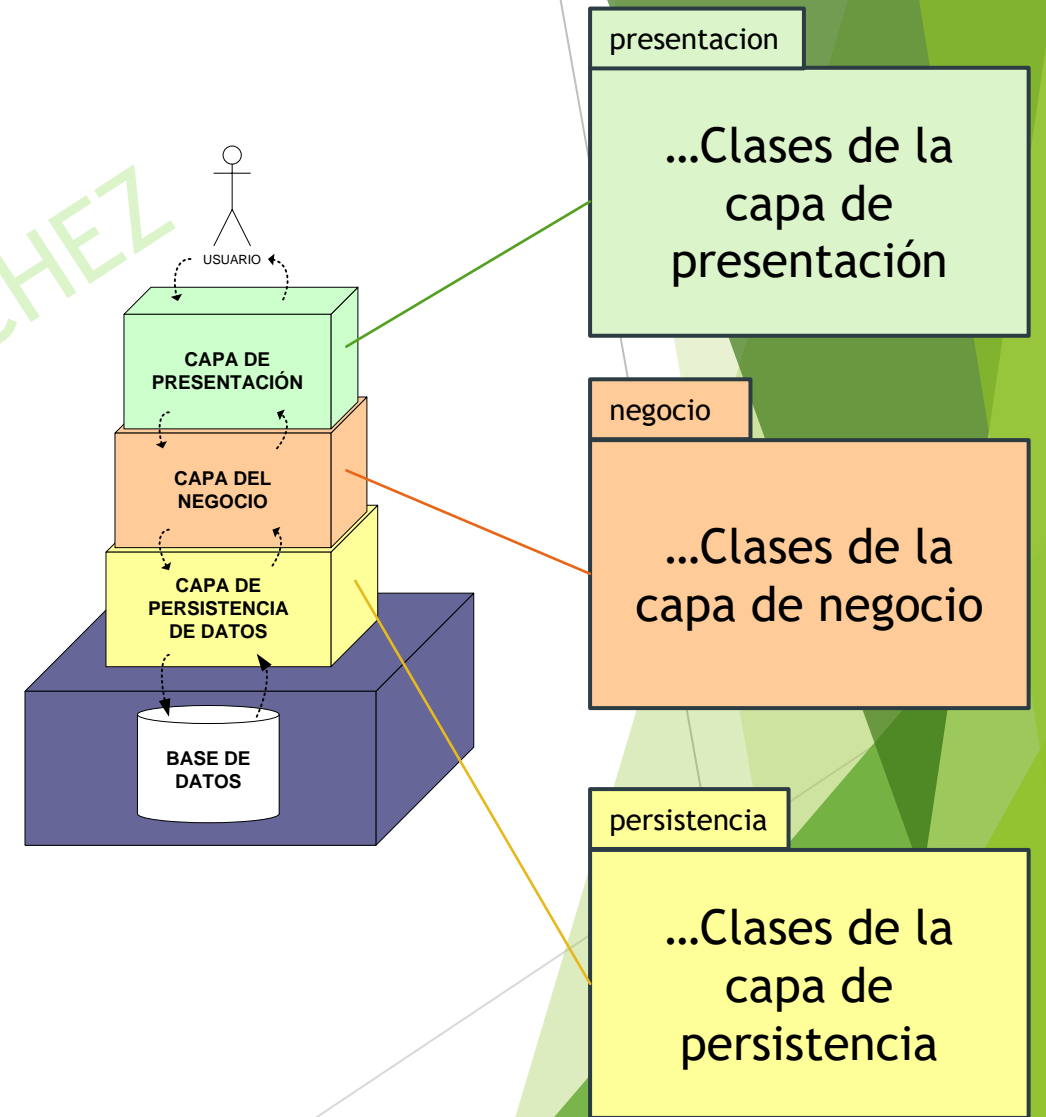 USUARIO
CAPA DE
PRESENTACIÓN
CAPA DEL
NEGOCIO
CAPA DE
PERSISTENCIA
DE DATOS
BASE DE
DATOS
presentacion
…Clases de la
capa de
presentación
negocio
…Clases de la
capa de negocio
persistencia
…Clases de la
capa de
persistencia